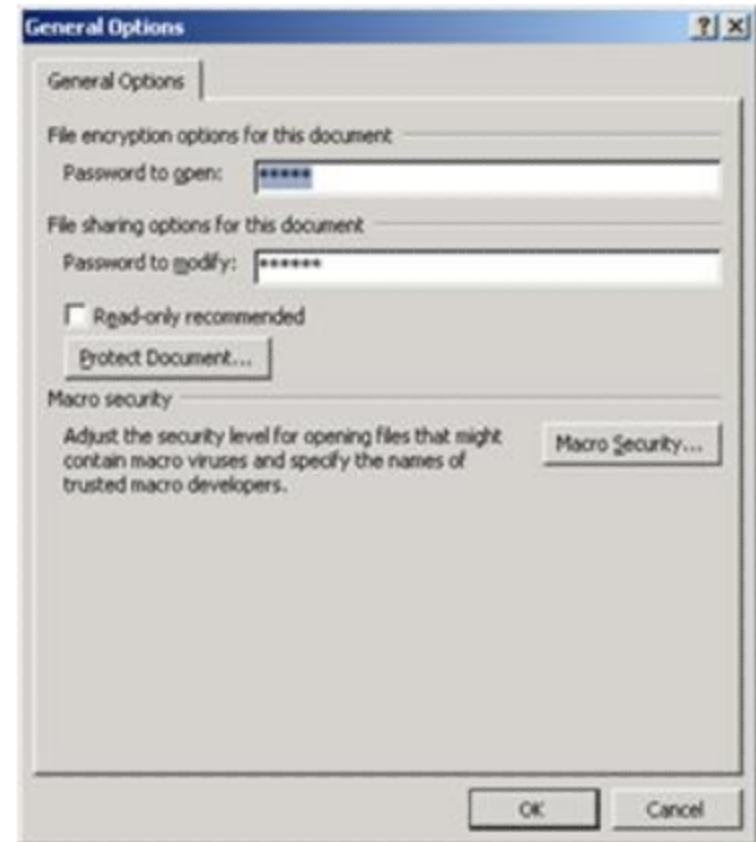 General Options
General Options
File encryption options for this document
Password to open: *****
File sharing options for this document
Password to modify: ******
Read-only recommended
Protect Document...
Macro security
Adjust the security level for opening files that might
contain macro viruses and specify the names of
trusted macro developers.
Macro Security...
OK Cancel